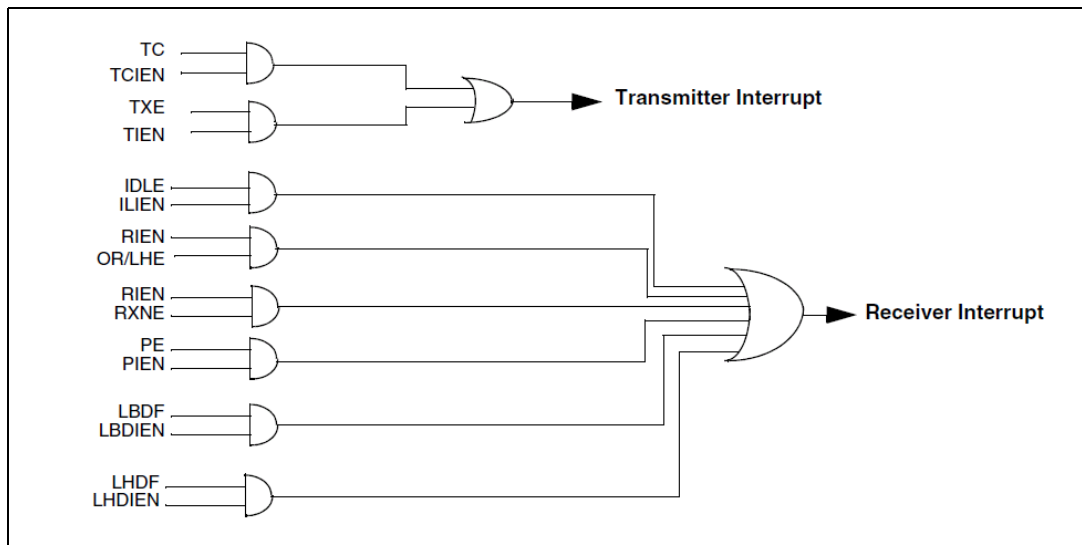 TC
TCIEN
Transmitter Interrupt
TXE
TIEN
IDLE
ILIEN
RIEN
OR/LHE
RIEN
RXNE
Receiver Interrupt
PE
PIEN
LBDF
LBDIEN
LHDF
LHDIEN